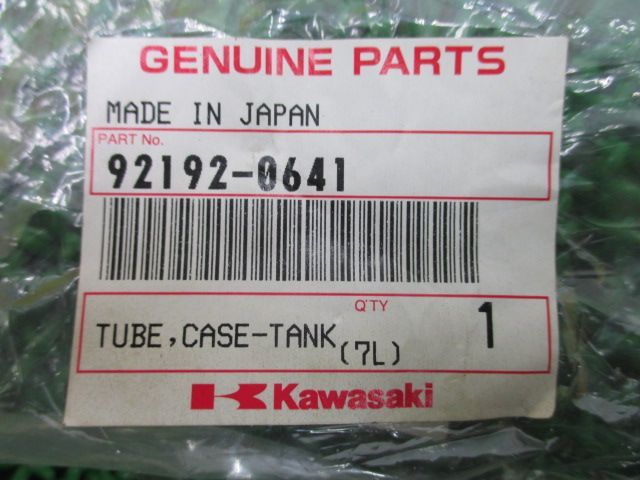 GENUINE PARTS
MADE IN JAPAN
PART No.
92192-0641
Q'TY
TUBE,CASE-TANK 1
(7L)
Kawasaki